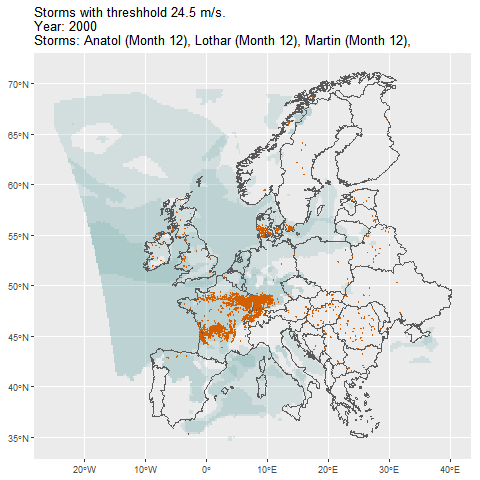 Storms with threshhold 24.5 m/s.
Year: 2000
Storms: Anatol (Month 12), Lothar (Month 12), Martin (Month 12),
70°N
65°N
60°N
55°N
50°N
45°N
40°N
35°N
20°W
10°W
0°
10°E
20°E
30°E
40°E